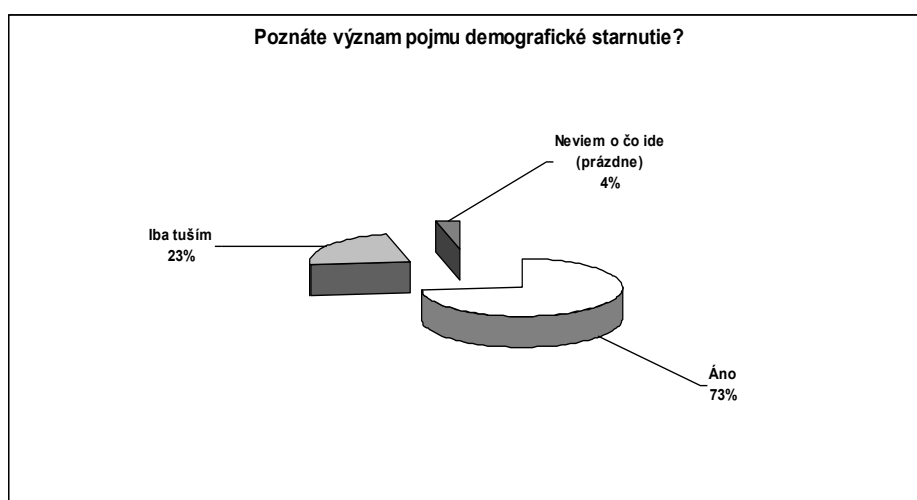 Poznáte význam pojmu demografické starnutie?
Neviem o čo ide
(prázdne)
4%
Iba tuším
23%
Áno
73%